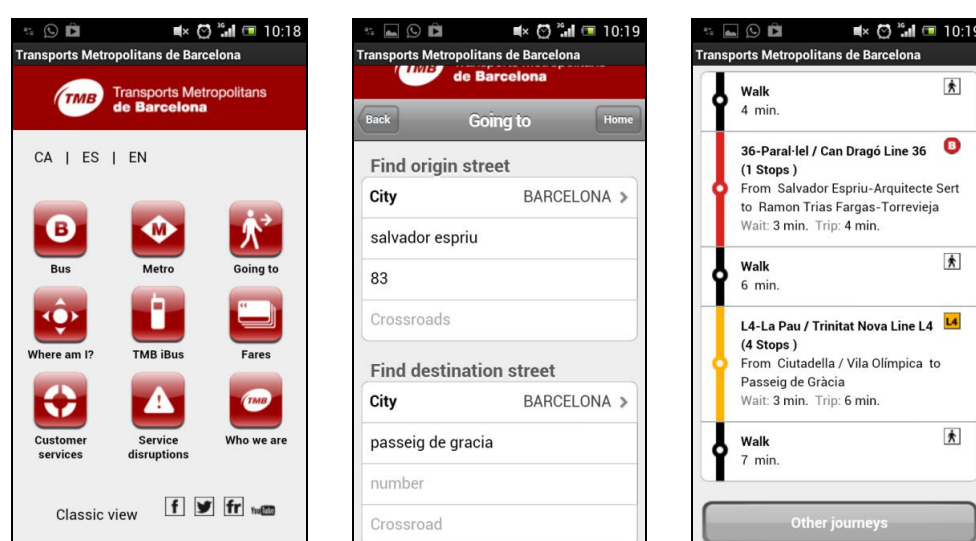 10:18
Transports Metropolitans de Barcelona
TMB Transports Metropolitans
de Barcelona
CA | ES | EN
B M
Bus Metro Going to
Where am I? TMB iBus Fares
TMB
Customer services Service disruptions Who we are
Classic view f fr YouTube
3G 10:19
Transports Metropolitans de Barcelona
TMB
de Barcelona
Back Going to Home
Find origin street
City BARCELONA >
salvador espriu
83
Crossroads
Find destination street
City BARCELONA >
passeig de gracia
number
Crossroad
3G 10:19
Transports Metropolitans de Barcelona
Walk
4 min.
36-Paral·lel / Can Dragó Line 36 B
(1 Stops )
From Salvador Espriu-Arquitecte Sert
to Ramon Trias Fargas-Torrevieja
Wait: 3 min. Trip: 4 min.
Walk
6 min.
L4-La Pau / Trinitat Nova Line L4 L4
(4 Stops )
From Ciutadella / Vila Olímpica to
Passeig de Gràcia
Wait: 3 min. Trip: 6 min.
Walk
7 min.
Other journeys